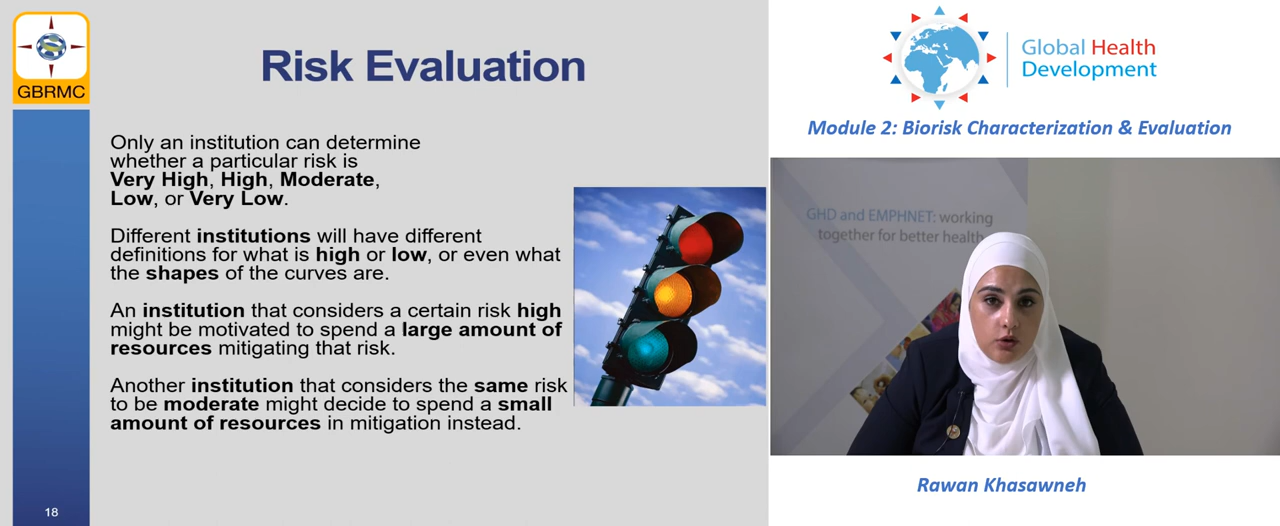 GBRMC
Risk Evaluation
Only an institution can determine
whether a particular risk is
Very High, High, Moderate,
Low, or Very Low.
Different institutions will have different
definitions for what is high or low, or even what
the shapes of the curves are.
An institution that considers a certain risk high
might be motivated to spend a large amount of
resources mitigating that risk.
Another institution that considers the same risk
to be moderate might decide to spend a small
amount of resources in mitigation instead.
18
Global Health
Development
Module 2: Biorisk Characterization & Evaluation
GHD and EMPHNET: working
together for better health
Rawan Khasawneh